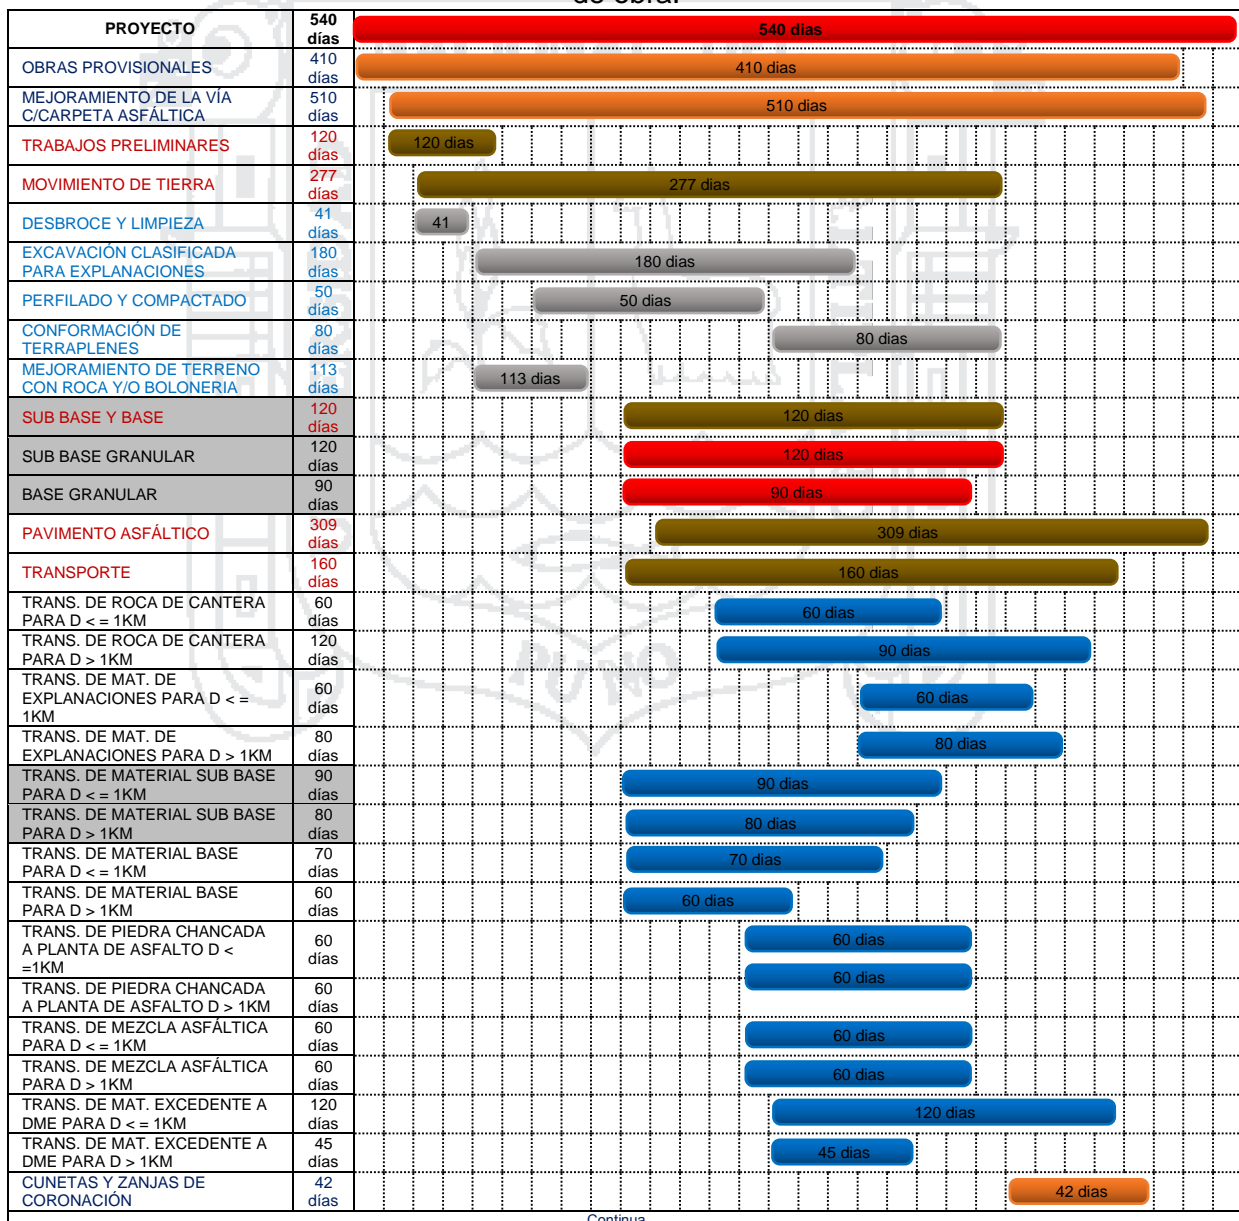 de obra.
PROYECTO
540
días
540 dias
OBRAS PROVISIONALES
410
días
410 dias
MEJORAMIENTO DE LA VÍA
C/CARPETA ASFÁLTICA
510
días
510 dias
TRABAJOS PRELIMINARES
120
días
120 dias
MOVIMIENTO DE TIERRA
277
días
277 dias
DESBROCE Y LIMPIEZA
41
días
41
EXCAVACIÓN CLASIFICADA
PARA EXPLANACIONES
180
días
180 dias
PERFILADO Y COMPACTADO
50
días
50 dias
CONFORMACIÓN DE
TERRAPLENES
80
días
80 dias
MEJORAMIENTO DE TERRENO
CON ROCA Y/O BOLONERIA
113
días
113 dias
SUB BASE Y BASE
120
días
120 dias
SUB BASE GRANULAR
120
días
120 dias
BASE GRANULAR
90
días
90 dias
PAVIMENTO ASFÁLTICO
309
días
309 dias
TRANSPORTE
160
días
160 dias
TRANS. DE ROCA DE CANTERA
PARA D < = 1KM
60
días
60 dias
TRANS. DE ROCA DE CANTERA
PARA D > 1KM
120
días
90 dias
TRANS. DE MAT. DE
EXPLANACIONES PARA D < =
1KM
60
días
60 dias
TRANS. DE MAT. DE
EXPLANACIONES PARA D > 1KM
80
días
80 dias
TRANS. DE MATERIAL SUB BASE
PARA D < = 1KM
90
días
90 dias
TRANS. DE MATERIAL SUB BASE
PARA D > 1KM
80
días
80 dias
TRANS. DE MATERIAL BASE
PARA D < = 1KM
70
días
70 dias
TRANS. DE MATERIAL BASE
PARA D > 1KM
60
días
60 dias
TRANS. DE PIEDRA CHANCADA
A PLANTA DE ASFALTO D <
=1KM
60
días
60 dias
TRANS. DE PIEDRA CHANCADA
A PLANTA DE ASFALTO D > 1KM
60
días
60 dias
TRANS. DE MEZCLA ASFÁLTICA
PARA D < = 1KM
60
días
60 dias
TRANS. DE MEZCLA ASFÁLTICA
PARA D > 1KM
60
días
60 dias
TRANS. DE MAT. EXCEDENTE A
DME PARA D < = 1KM
120
días
120 dias
TRANS. DE MAT. EXCEDENTE A
DME PARA D > 1KM
45
días
45 dias
CUNETAS Y ZANJAS DE
CORONACIÓN
42
días
42 dias
Continua
PUNO